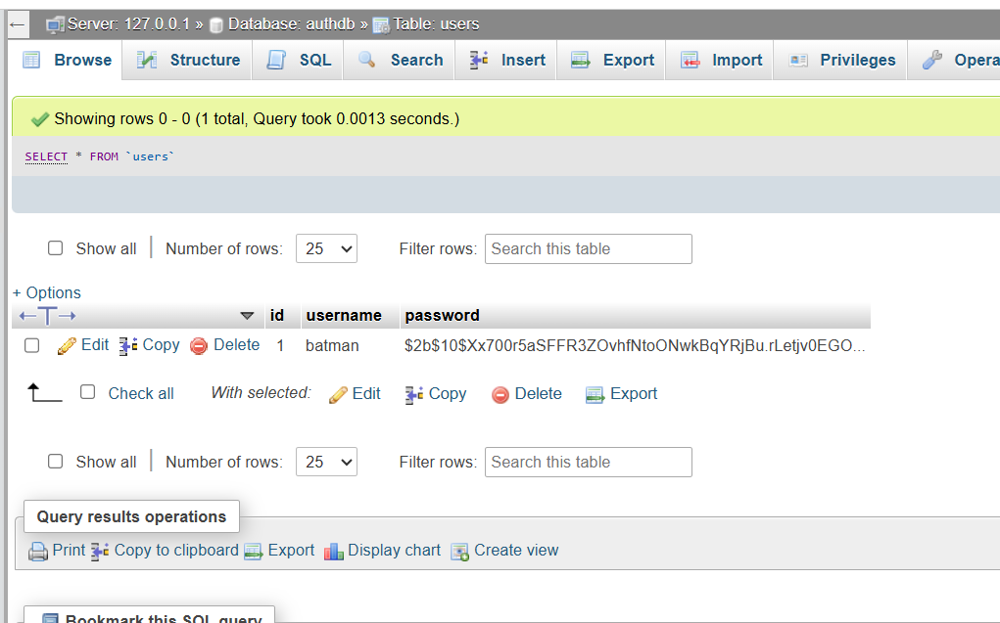 ← Server: 127.0.0.1 » Database: authdb » Table: users
Browse Structure SQL Search Insert Export Import Privileges Opera
Showing rows 0 - 0 (1 total, Query took 0.0013 seconds.)
SELECT * FROM `users`
Show all Number of rows: 25 Filter rows: Search this table
+ Options
←T→ id username password
Edit Copy Delete 1 batman $2b$10$Xx700r5aSFFR3ZOvhfNtoONwkBqYRjBu.rLetjv0EGO...
Check all With selected: Edit Copy Delete Export
Show all Number of rows: 25 Filter rows: Search this table
Query results operations
Print Copy to clipboard Export Display chart Create view
Bookmark this SQL query